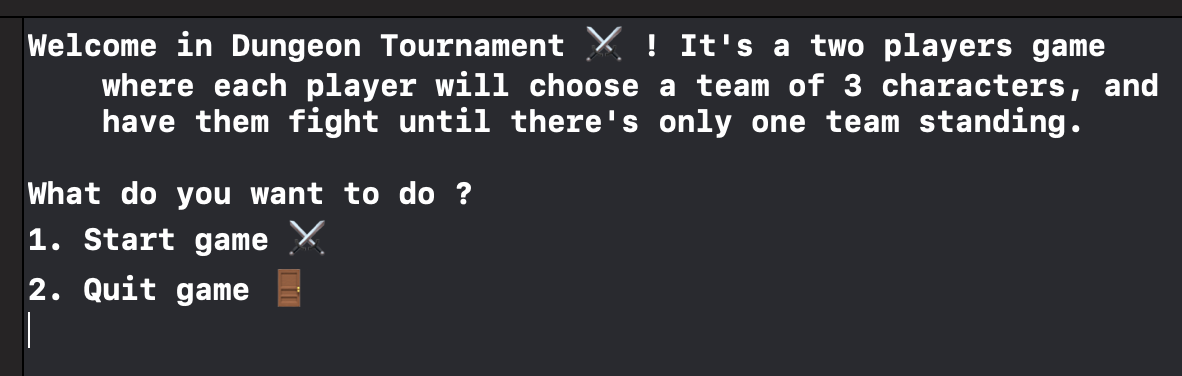 Welcome in Dungeon Tournament ⚔️ ! It's a two players game
where each player will choose a team of 3 characters, and
have them fight until there's only one team standing.
What do you want to do ?
1. Start game ⚔️
2. Quit game 🚪